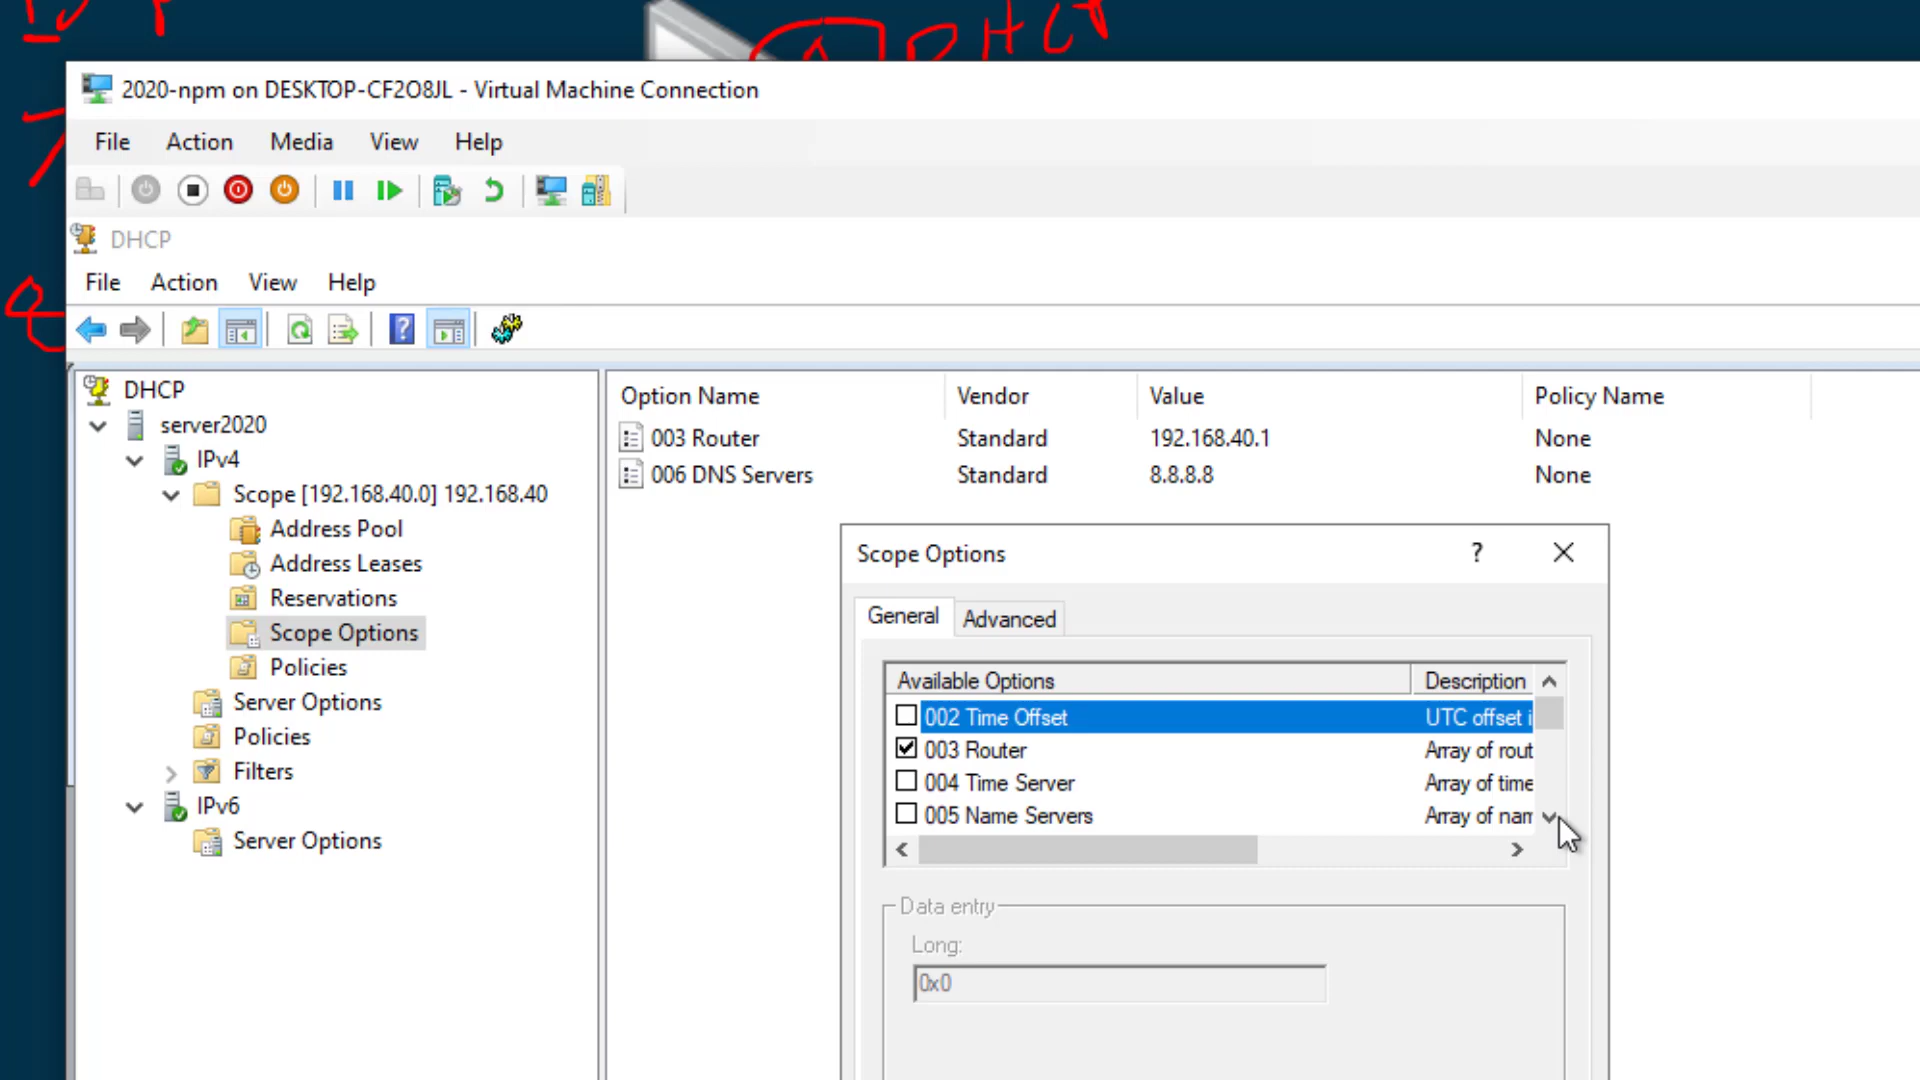 DHCP
2020-npm on DESKTOP-CF2O8JL - Virtual Machine Connection
File Action Media View Help
DHCP
File Action View Help
DHCP
server2020
IPv4
Scope [192.168.40.0] 192.168.40
Address Pool
Address Leases
Reservations
Scope Options
Policies
Server Options
Policies
Filters
IPv6
Server Options
Option Name Vendor Value Policy Name
003 Router Standard 192.168.40.1 None
006 DNS Servers Standard 8.8.8.8 None
Scope Options ?
General Advanced
Available Options Description
002 Time Offset UTC offset i
003 Router Array of rout
004 Time Server Array of time
005 Name Servers Array of nam
Data entry
Long:
0x0